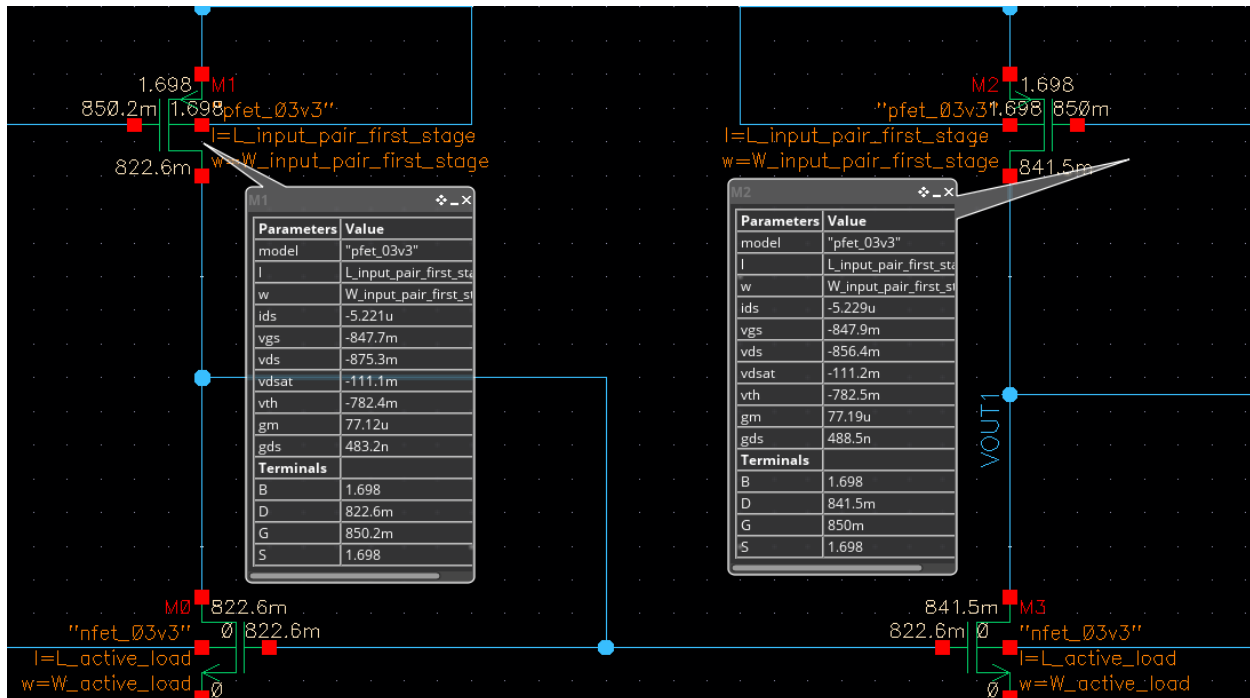 1.698 M1
850.2m 1.698 "pfet_03v3"
l=L_input_pair_first_stage
822.6m w=W_input_pair_first_stage
M2 1.698
"pfet_03v3" 1.698 850m
l=L_input_pair_first_stage
w=W_input_pair_first_stage 841.5m
M1
Parameters Value
model "pfet_03v3"
l L_input_pair_first_sta
w W_input_pair_first_st
ids -5.221u
vgs -847.7m
vds -875.3m
vdsat -111.1m
vth -782.4m
gm 77.12u
gds 483.2n
Terminals
B 1.698
D 822.6m
G 850.2m
S 1.698
M2
Parameters Value
model "pfet_03v3"
l L_input_pair_first_sta
w W_input_pair_first_st
ids -5.229u
vgs -847.9m
vds -856.4m
vdsat -111.2m
vth -782.5m
gm 77.19u
gds 488.5n
Terminals
B 1.698
D 841.5m
G 850m
S 1.698
VOUT1
M0 822.6m
"nfet_03v3" 0 822.6m
l=L_active_load
w=W_active_load 0
841.5m M3
822.6m 0 "nfet_03v3"
l=L_active_load
0 w=W_active_load